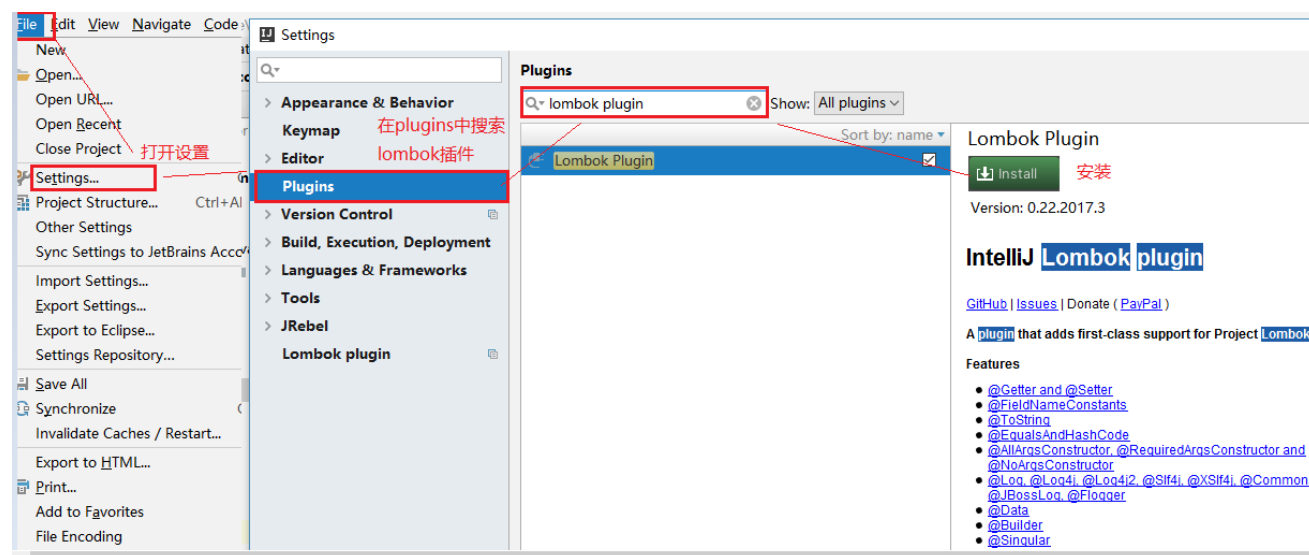 File Edit View Navigate Code
New
Open...
Open URL...
Open Recent
Close Project
打开设置
Settings...
Project Structure... Ctrl+Al
Other Settings
Sync Settings to JetBrains Acco
Import Settings...
Export Settings...
Export to Eclipse...
Settings Repository...
Save All
Synchronize
Invalidate Caches / Restart...
Export to HTML...
Print...
Add to Favorites
File Encoding
Settings
Appearance & Behavior
Keymap
Editor
Plugins
Version Control
Build, Execution, Deployment
Languages & Frameworks
Tools
JRebel
Lombok plugin
在plugins中搜索
lombok插件
Plugins
lombok plugin
Show: All plugins
Sort by: name
Lombok Plugin
Lombok Plugin
Install
安装
Version: 0.22.2017.3
IntelliJ Lombok plugin
GitHub | Issues | Donate ( PayPal )
A plugin that adds first-class support for Project Lombok
Features
@Getter and @Setter
@FieldNameConstants
@ToString
@EqualsAndHashCode
@AllArgsConstructor, @RequiredArgsConstructor and
@NoArgsConstructor
@Log, @Log4j, @Log4j2, @Slf4j, @XSlf4j, @Common
@JBossLog, @Flogger
@Data
@Builder
@Singular